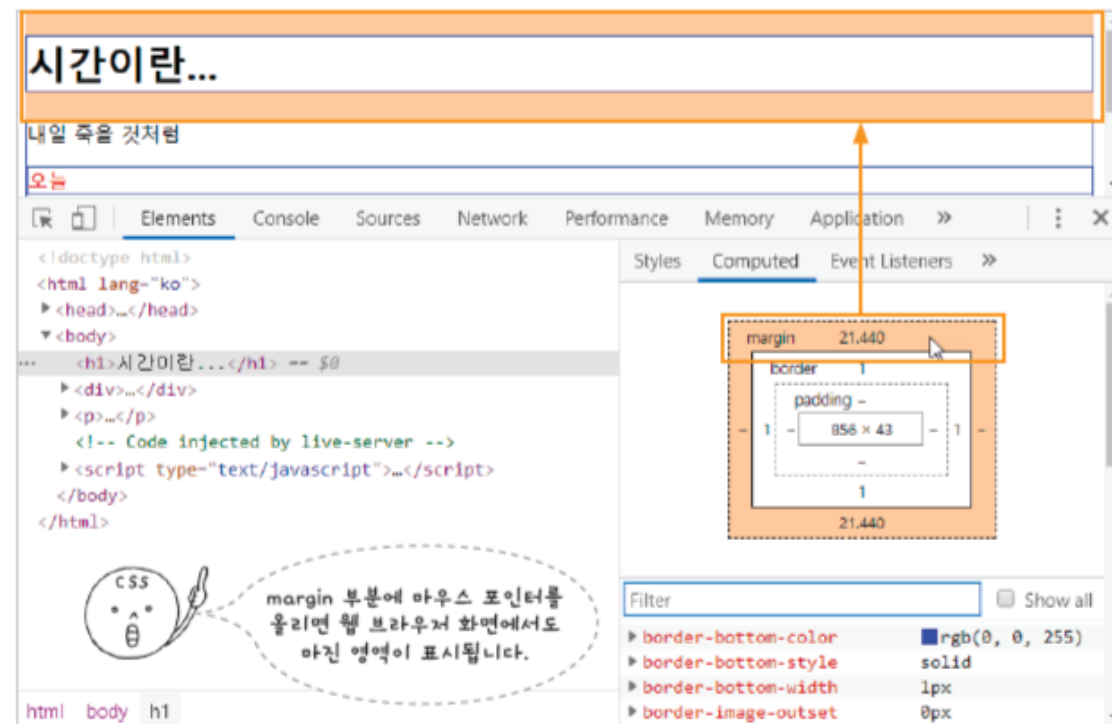 시간이란...
내일 죽을 것처럼
오늘
Elements Console Sources Network Performance Memory Application »
<!doctype html>
<html lang="ko">
▶<head>…</head>
▼<body>
··· <h1>시간이란...</h1> == $0
▶<div>…</div>
▶<p>…</p>
<!-- Code injected by live-server -->
▶<script type="text/javascript">…</script>
</body>
</html>
CSS
margin 부분에 마우스 포인터를
올리면 웹 브라우저 화면에서도
마진 영역이 표시됩니다.
html body h1
Styles Computed Event Listeners »
margin 21.440
border 1
padding –
– 1 – 856 × 43 – 1 –
–
1
21.440
Filter Show all
▶ border-bottom-color rgb(0, 0, 255)
▶ border-bottom-style solid
▶ border-bottom-width 1px
▶ border-image-outset 0px